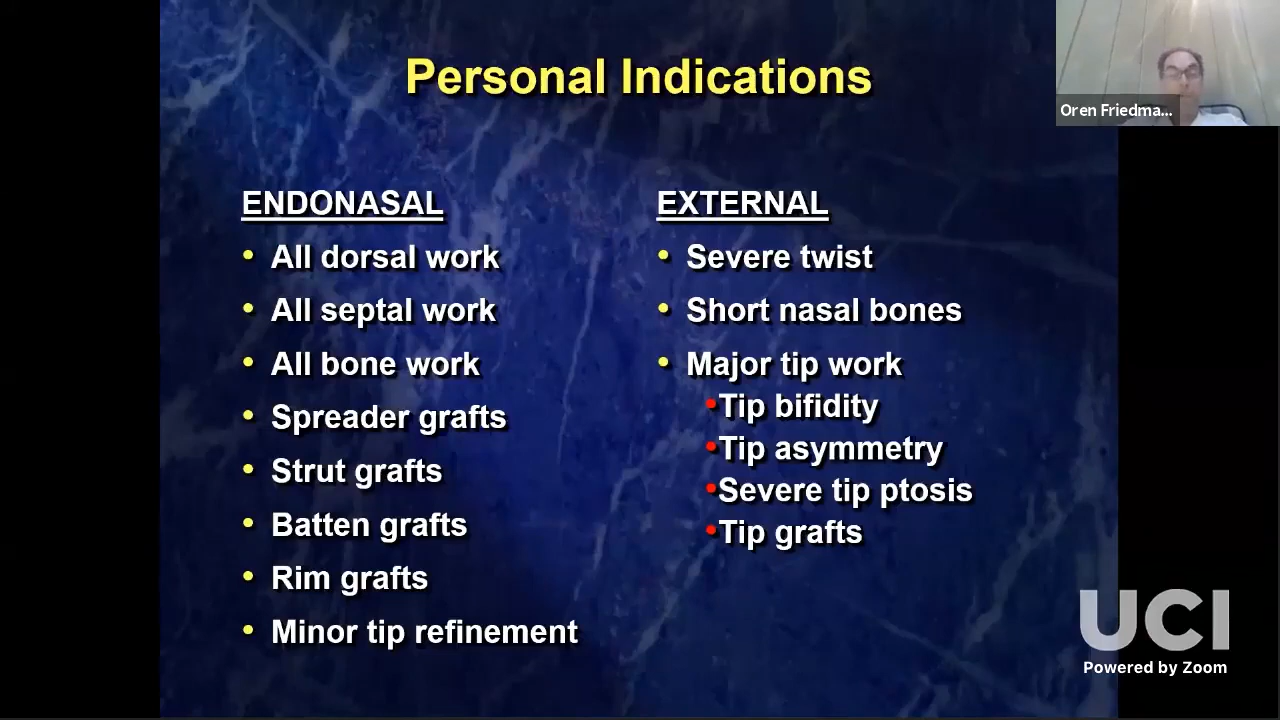 Personal Indications
Oren Friedma...
ENDONASAL
• All dorsal work
• All septal work
• All bone work
• Spreader grafts
• Strut grafts
• Batten grafts
• Rim grafts
• Minor tip refinement
EXTERNAL
• Severe twist
• Short nasal bones
• Major tip work
•Tip bifidity
•Tip asymmetry
•Severe tip ptosis
•Tip grafts
UCI
Powered by Zoom